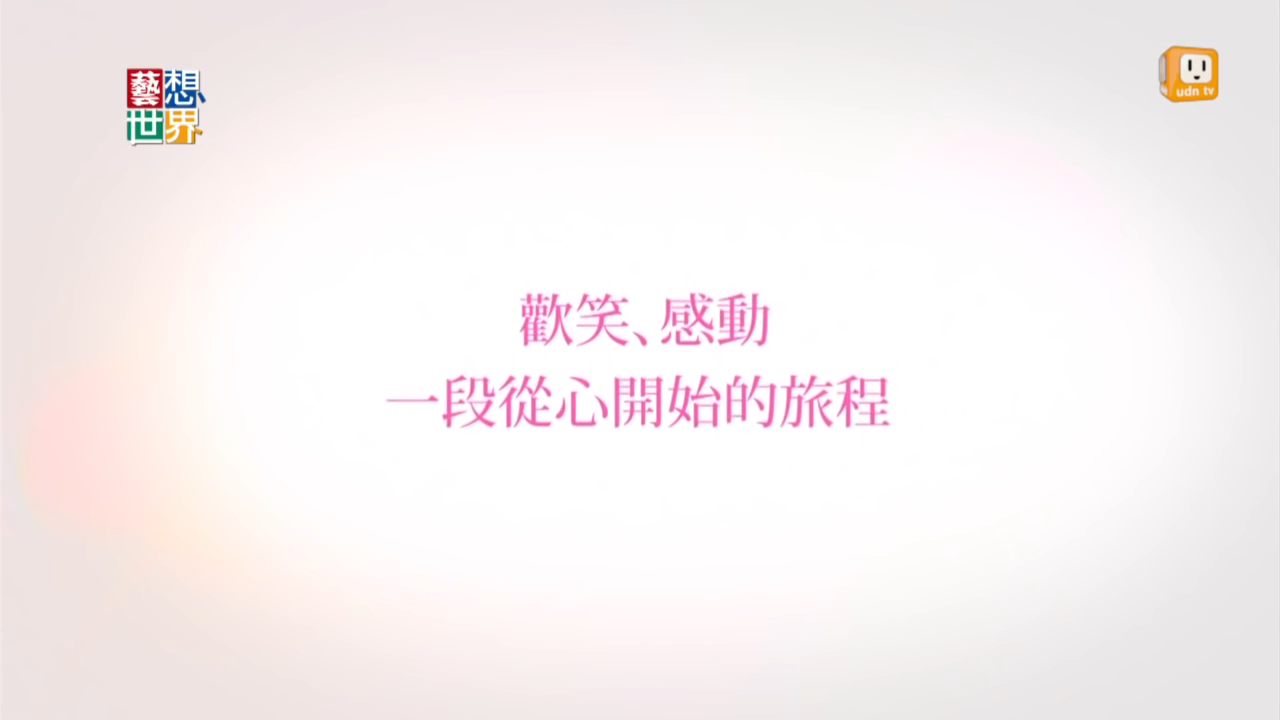 藝想
世界
udn tv
歡笑、感動
一段從心開始的旅程